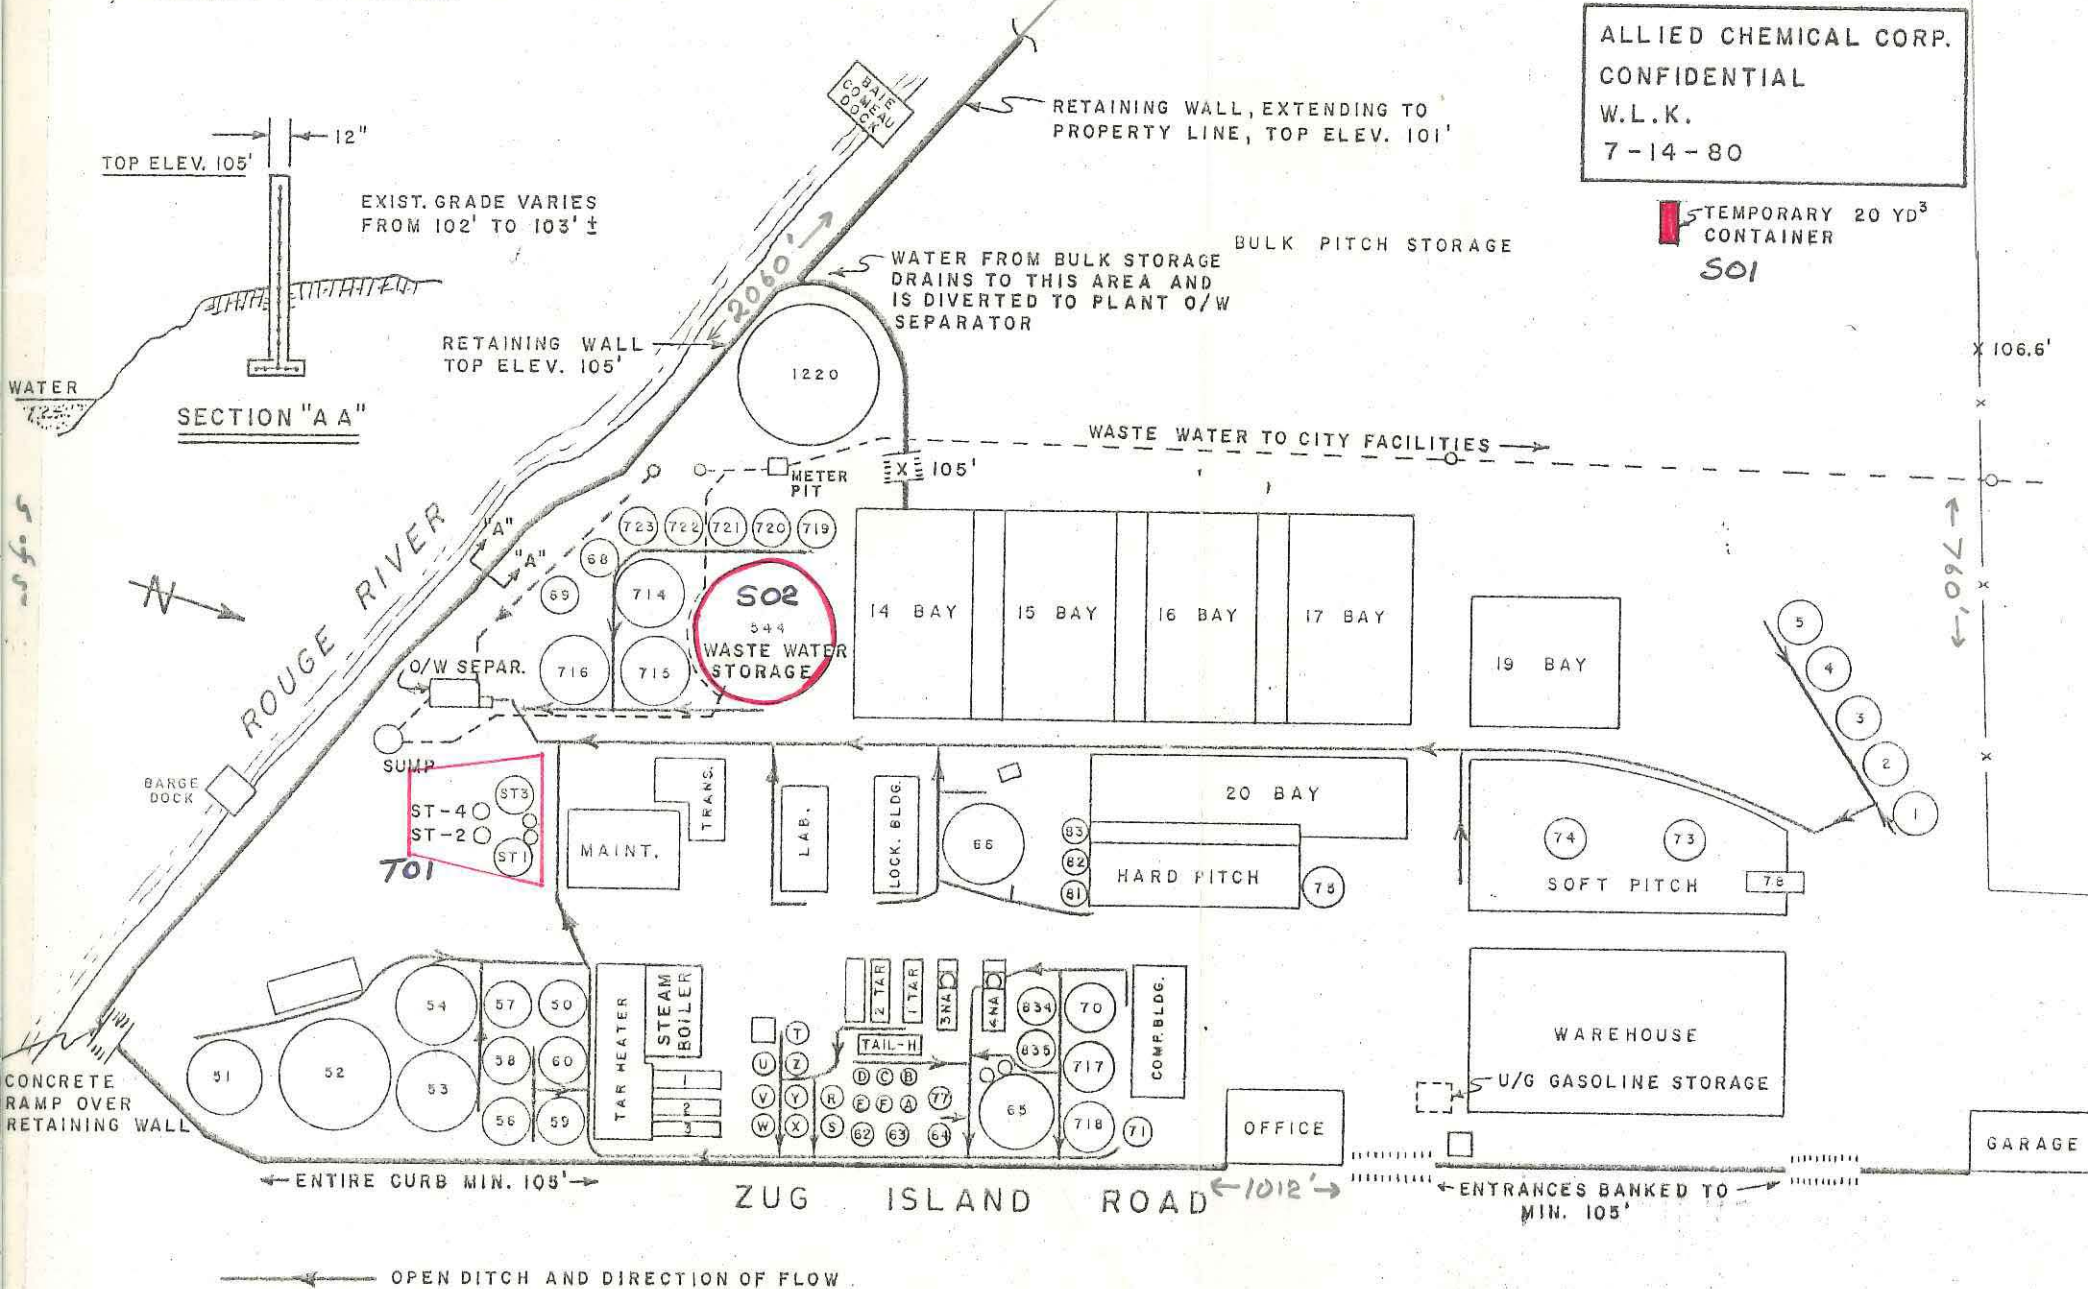 ALLIED CHEMICAL CORP.
CONFIDENTIAL
W.L.K.
7-14-80
TEMPORARY 20 YD³
CONTAINER
S01
BAIE
COMEAU
DOCK
RETAINING WALL, EXTENDING TO
PROPERTY LINE, TOP ELEV. 101'
12"
TOP ELEV. 105'
EXIST. GRADE VARIES
FROM 102' TO 103' ±
WATER
SECTION "A A"
2060'
WATER FROM BULK STORAGE
DRAINS TO THIS AREA AND
IS DIVERTED TO PLANT O/W
SEPARATOR
BULK PITCH STORAGE
RETAINING WALL
TOP ELEV. 105'
1220
106.6'
WASTE WATER TO CITY FACILITIES
METER
PIT
X 105'
760'
N
ROUGE RIVER
"A"
"A"
723 722 721 720 719
68
69
714
716
715
S02
544
WASTE WATER
STORAGE
14 BAY
15 BAY
16 BAY
17 BAY
19 BAY
5
4
3
2
1
O/W SEPAR.
SUMP
BARGE
DOCK
ST3
ST-4
ST-2
ST1
T01
MAINT.
TRANS.
LAB.
LOCK. BLDG.
66
83
82
81
20 BAY
HARD PITCH
75
74
73
SOFT PITCH
78
54
57
50
51
52
53
58
60
56
59
TAR HEATER
STEAM
BOILER
1
2
3
T
U
Z
V
Y
R
W
X
S
2 TAR
1 TAR
3NA
4NA
TAIL-H
D C B
E F A 77
62 63 64
834
835
65
70
717
718
71
COMP. BLDG.
OFFICE
WAREHOUSE
U/G GASOLINE STORAGE
GARAGE
CONCRETE
RAMP OVER
RETAINING WALL
ENTIRE CURB MIN. 105'
ZUG ISLAND ROAD
1012'
ENTRANCES BANKED TO
MIN. 105'
OPEN DITCH AND DIRECTION OF FLOW